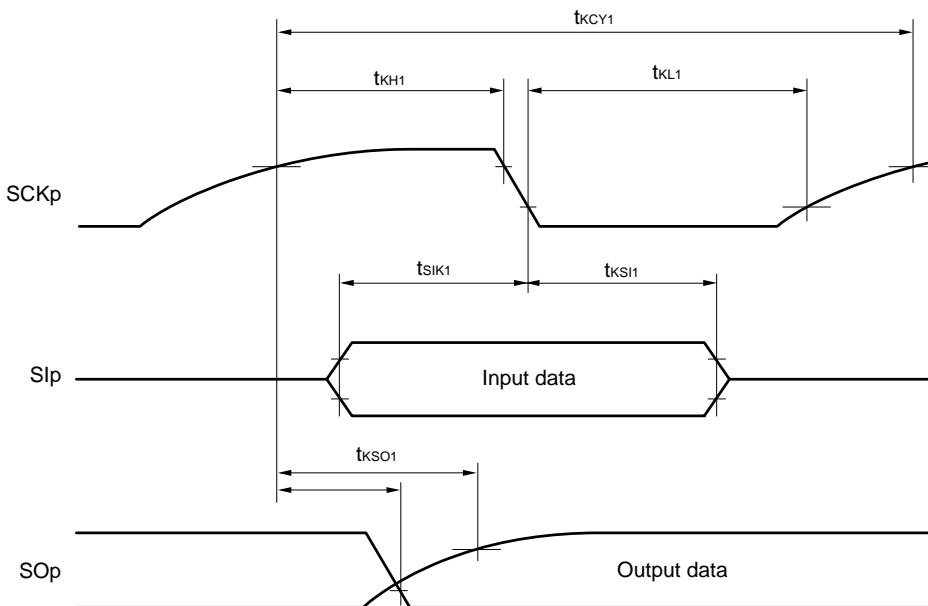 tKCY1
tKH1
tKL1
SCKp
tSIK1
tKSI1
SIp
Input data
tKSO1
SOp
Output data